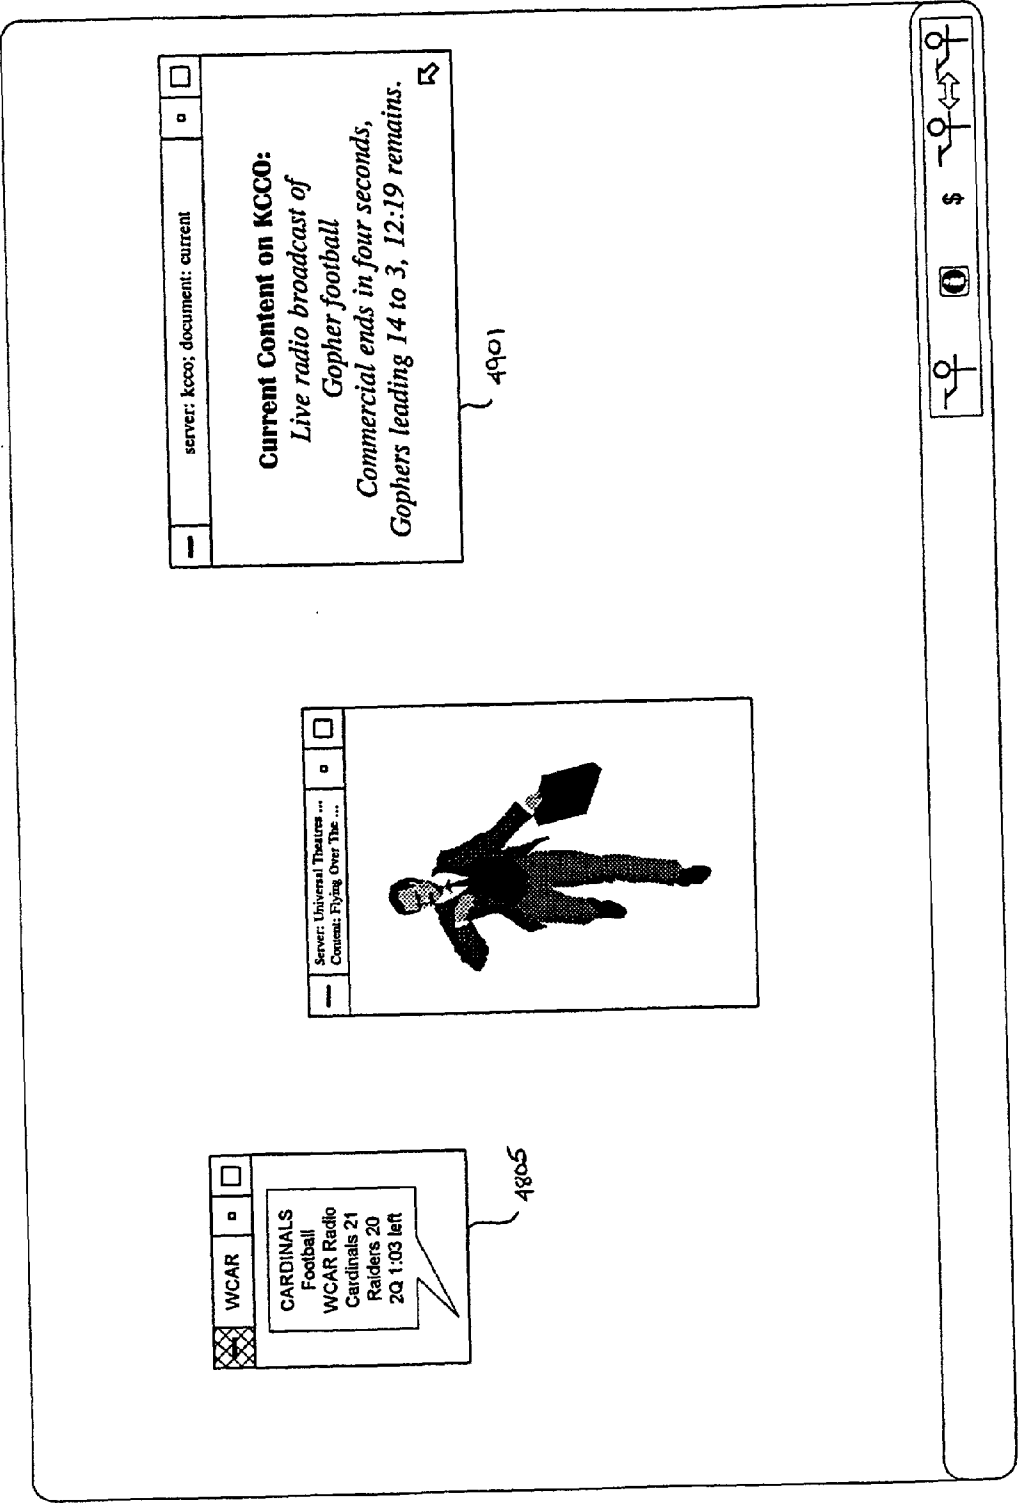 WCAR
CARDINALS
Football
WCAR Radio
Cardinals 21
Raiders 20
2Q 1:03 left
4805
Server: Universal Theatres ...
Content: Flying Over The ...
server: kcco; document: current
Current Content on KCCO:
Live radio broadcast of
Gopher football
Commercial ends in four seconds,
Gophers leading 14 to 3, 12:19 remains.
4901
$